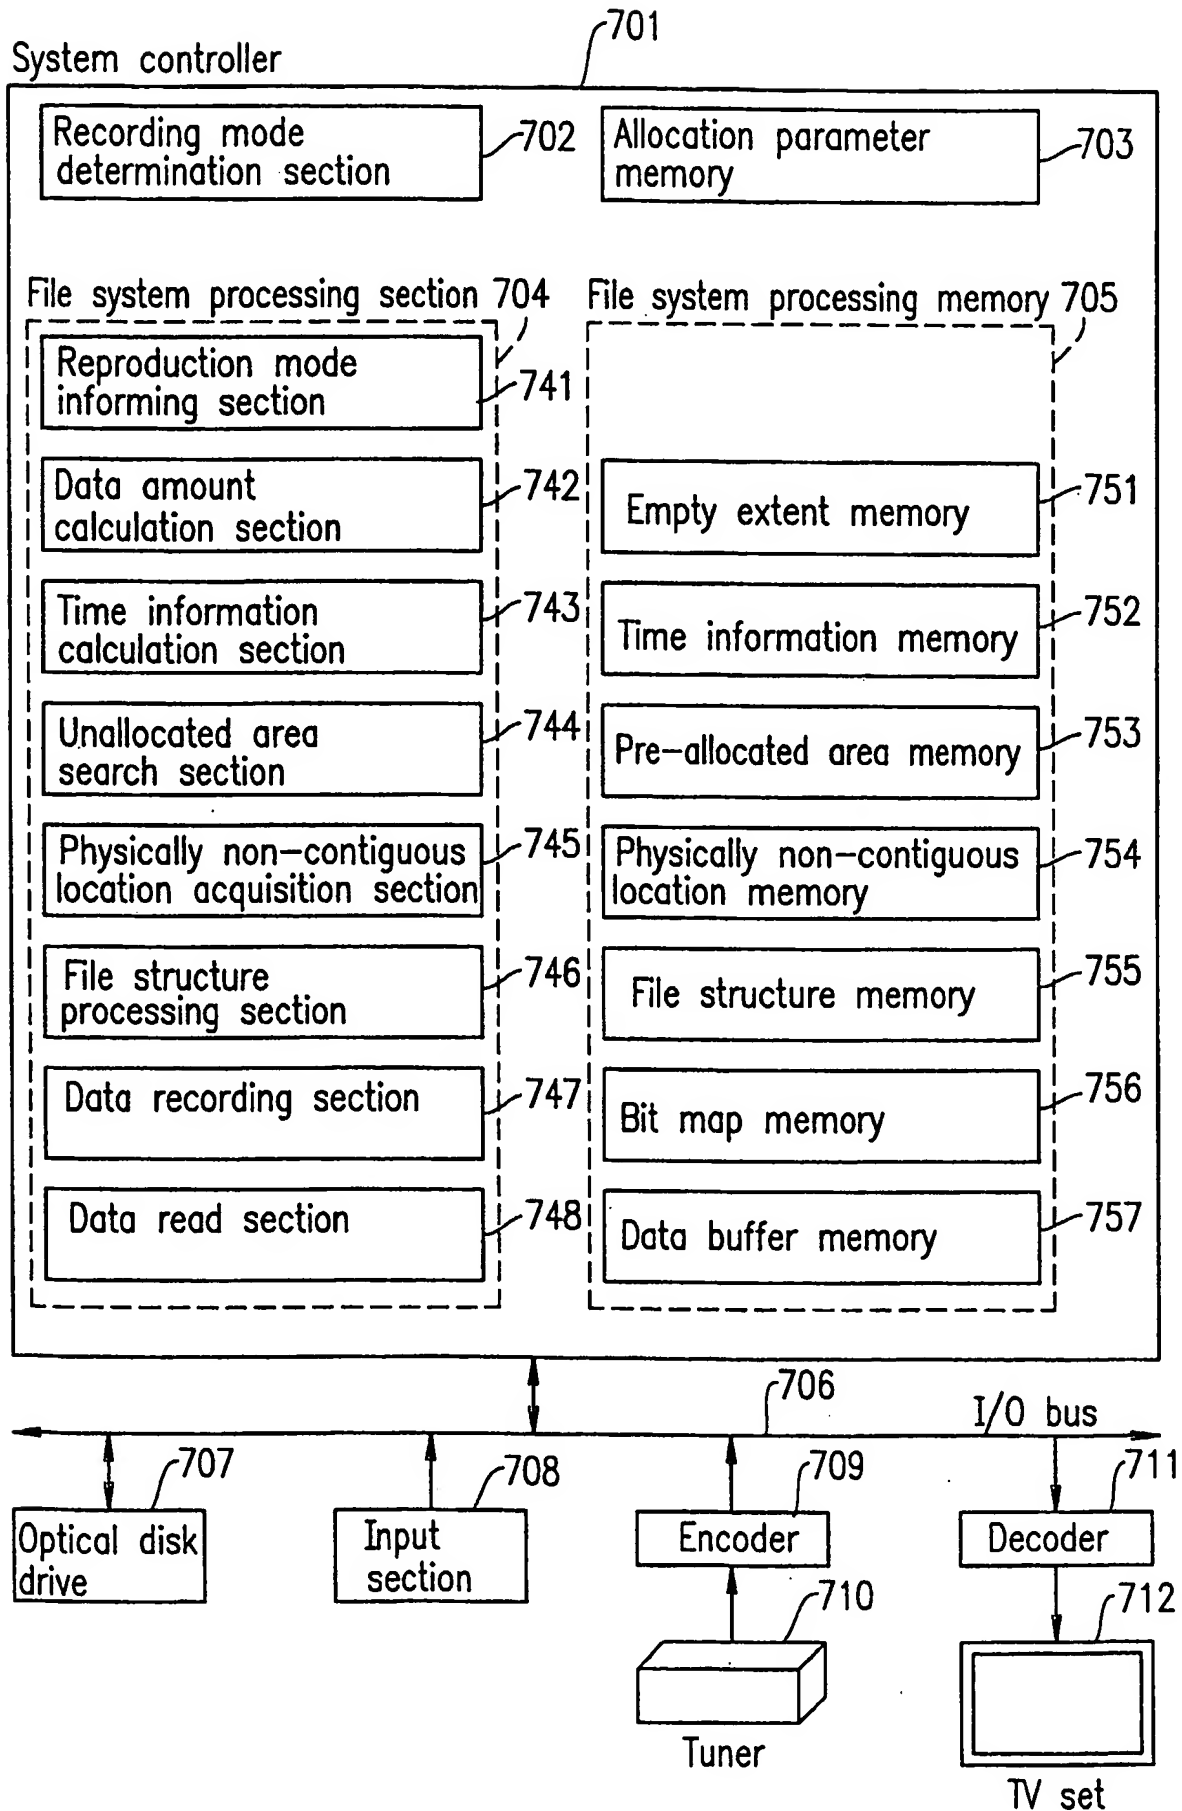 701
System controller
Recording mode
determination section
702
Allocation parameter
memory
703
File system processing section 704
File system processing memory 705
Reproduction mode
informing section
741
Data amount
calculation section
742
Empty extent memory
751
Time information
calculation section
743
Time information memory
752
Unallocated area
search section
744
Pre-allocated area memory
753
Physically non-contiguous
location acquisition section
745
Physically non-contiguous
location memory
754
File structure
processing section
746
File structure memory
755
Data recording section
747
Bit map memory
756
Data read section
748
Data buffer memory
757
706
I/O bus
707
Optical disk
drive
708
Input
section
709
Encoder
711
Decoder
710
Tuner
712
TV set